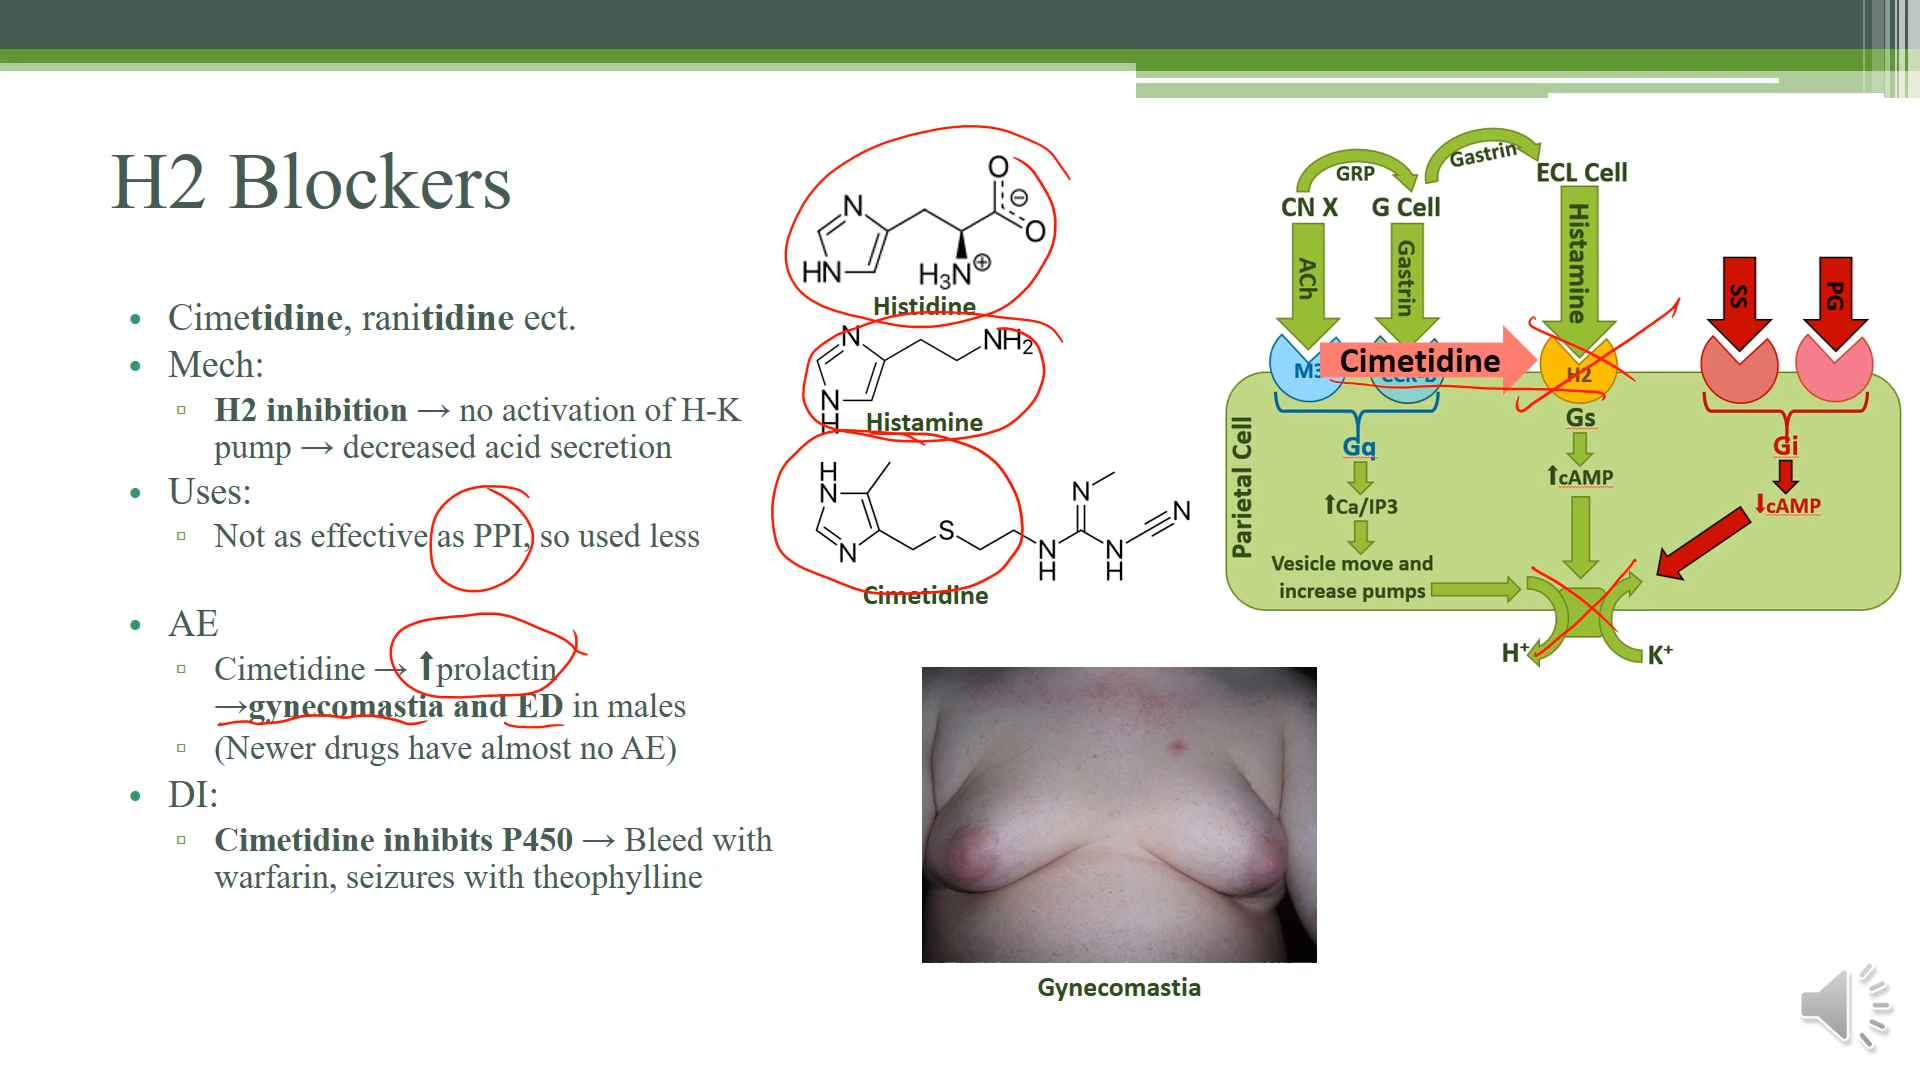 H2 Blockers
• Cimetidine, ranitidine ect.
• Mech:
▫ H2 inhibition → no activation of H-K
pump → decreased acid secretion
• Uses:
▫ Not as effective as PPI, so used less
• AE
▫ Cimetidine → ↑prolactin
→gynecomastia and ED in males
▫ (Newer drugs have almost no AE)
• DI:
▫ Cimetidine inhibits P450 → Bleed with
warfarin, seizures with theophylline
O
⊖
N
O
HN
H3N⊕
Histidine
N
NH2
N
H
Histamine
H
N
N
N
S
N
N
N
H
H
Cimetidine
GRP
Gastrin
ECL Cell
CN X
G Cell
ACh
Gastrin
Histamine
SS
PG
M3
Cimetidine
CCK-B
H2
Parietal Cell
Gq
Gs
Gi
↑Ca/IP3
↑cAMP
↓cAMP
Vesicle move and
increase pumps
H+
K+
Gynecomastia